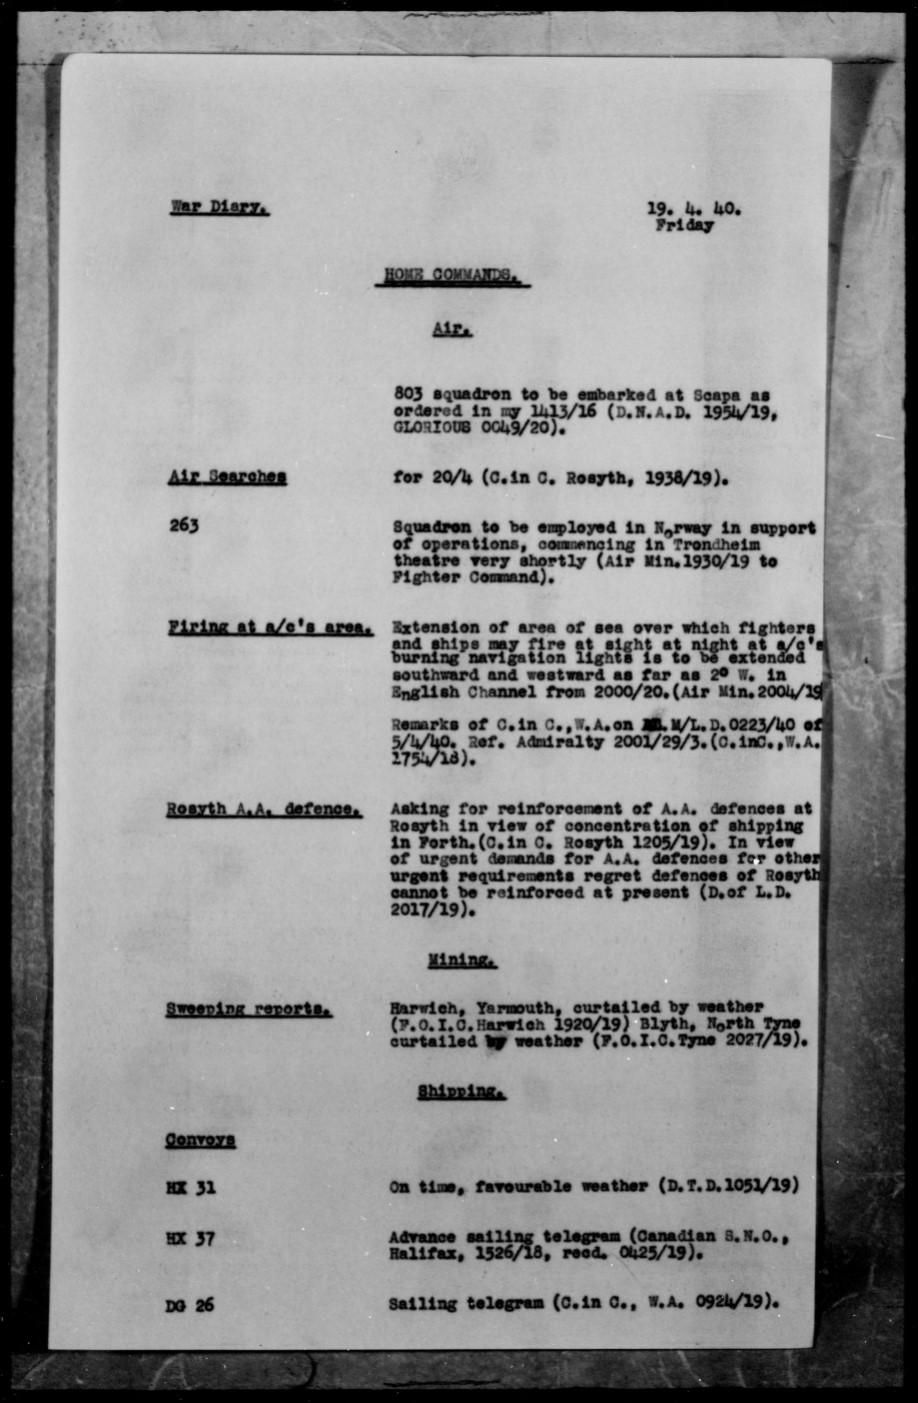 War Diary.
19. 4. 40.
Friday
HOME COMMANDS.
Air.
803 squadron to be embarked at Scapa as
ordered in my 1413/16 (D.N.A.D. 1954/19,
GLORIOUS 0049/20).
Air Searches for 20/4 (C.in C. Rosyth, 1938/19).
263 Squadron to be employed in Norway in support
of operations, commencing in Trondheim
theatre very shortly (Air Min.1930/19 to
Fighter Command).
Firing at a/c's area. Extension of area of sea over which fighters
and ships may fire at sight at night at a/c's
burning navigation lights is to be extended
southward and westward as far as 2° W. in
English Channel from 2000/20.(Air Min.2004/19
Remarks of C.in C.,W.A.on M/L.D.0223/40 of
5/4/40. Ref. Admiralty 2001/29/3.(C.inC.,W.A.
1754/18).
Rosyth A.A. defence. Asking for reinforcement of A.A. defences at
Rosyth in view of concentration of shipping
in Forth.(C.in C. Rosyth 1205/19). In view
of urgent demands for A.A. defences for other
urgent requirements regret defences of Rosyth
cannot be reinforced at present (D.of L.D.
2017/19).
Mining.
Sweeping reports. Harwich, Yarmouth, curtailed by weather
(F.O.I.C.Harwich 1920/19) Blyth, North Tyne
curtailed by weather (F.O.I.C.Tyne 2027/19).
Shipping.
Convoys
HX 31 On time, favourable weather (D.T.D.1051/19)
HX 37 Advance sailing telegram (Canadian S.N.O.,
Halifax, 1526/18, recd. 0425/19).
DG 26 Sailing telegram (C.in C., W.A. 0924/19).